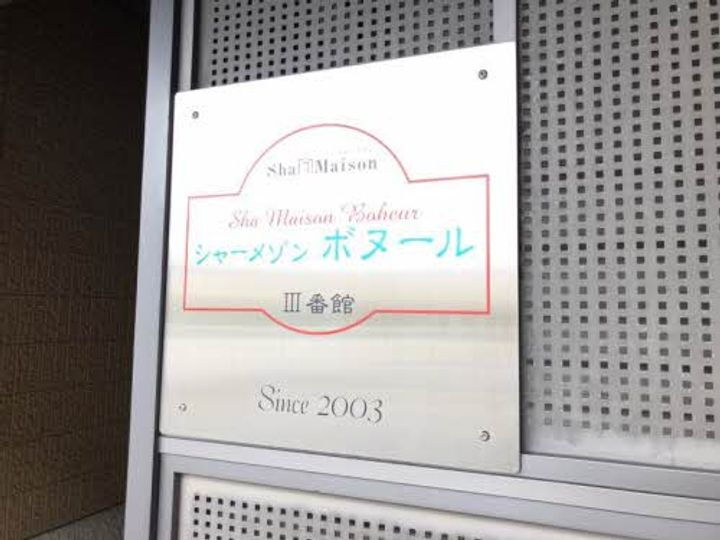 Sha Maison
Sha Maison Boheur
シャーメゾン ボヌール
Ⅲ番館
Since 2003